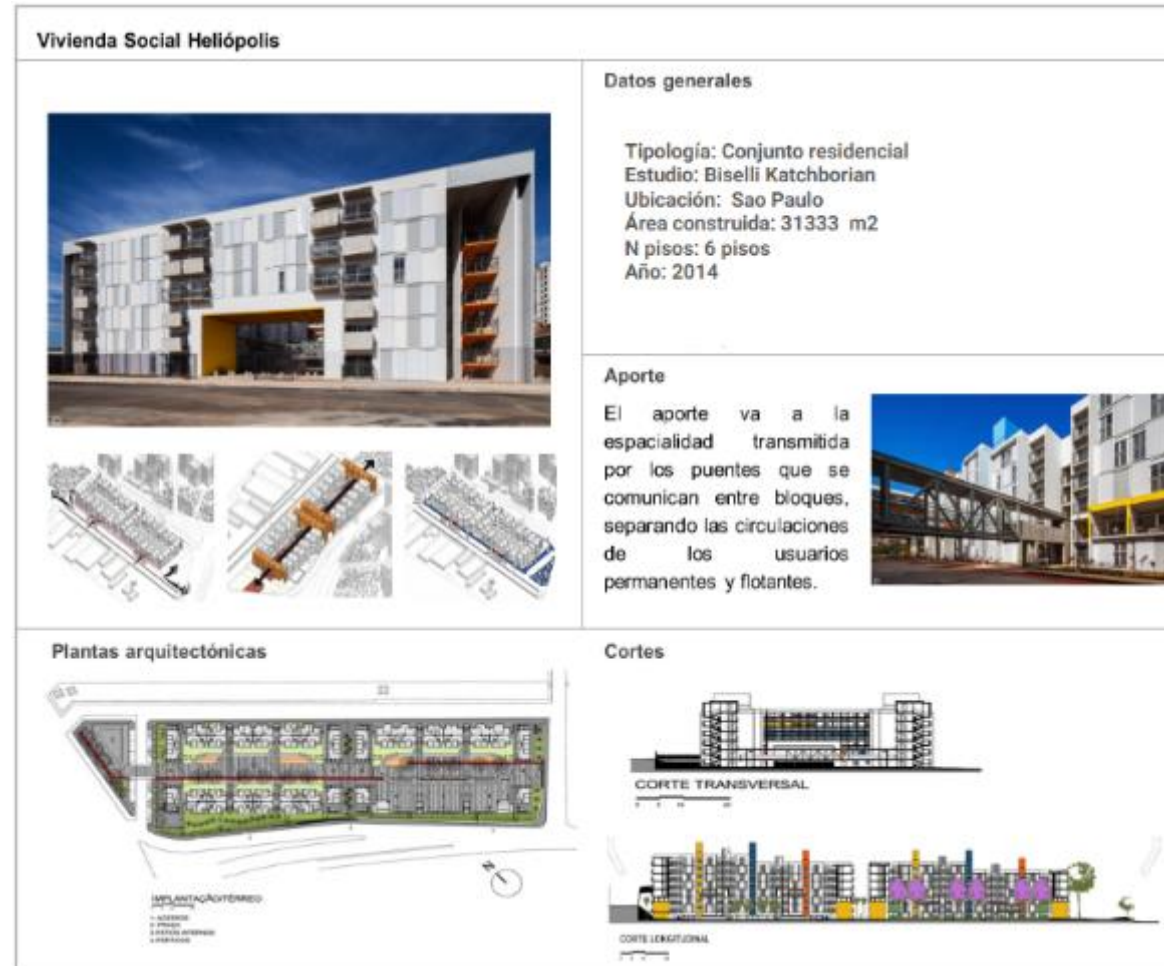 Vivienda Social Heliópolis
Datos generales
Tipología: Conjunto residencial
Estudio: Biselli Katchborian
Ubicación: Sao Paulo
Área construida: 31333 m2
N pisos: 6 pisos
Año: 2014
Aporte
El aporte va a la
espacialidad transmitida
por los puentes que se
comunican entre bloques,
separando las circulaciones
de los usuarios
permanentes y flotantes.
Plantas arquitectónicas
N
IMPLANTAÇÃO/TÉRREO
Cortes
CORTE TRANSVERSAL
CORTE LONGITUDINAL